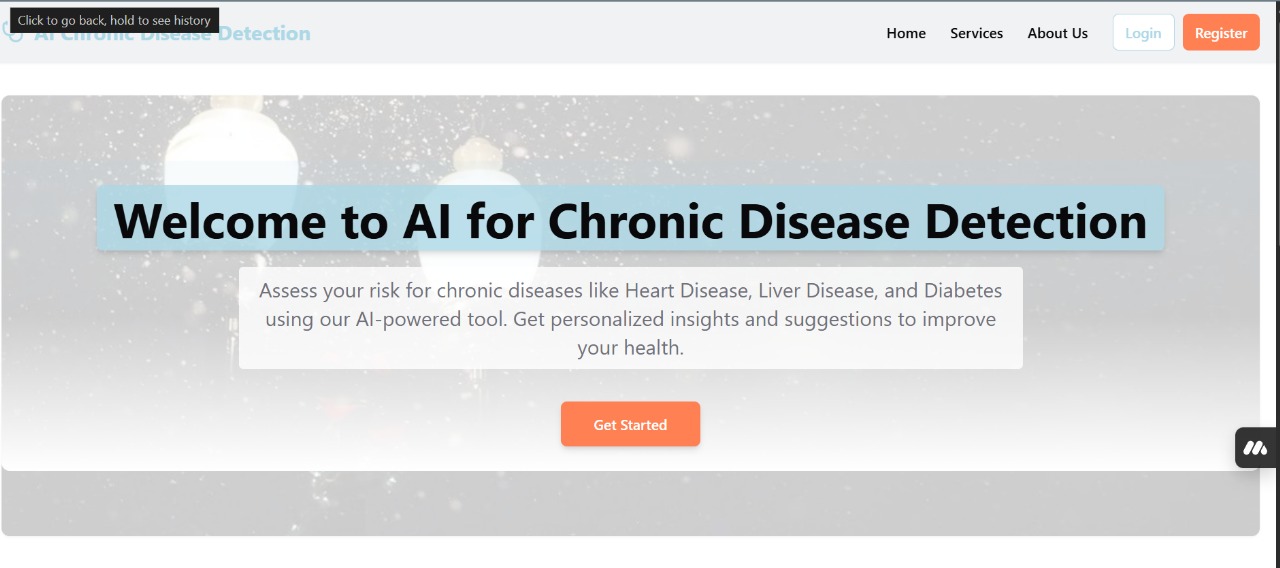 Click to go back, hold to see history
AI Chronic Disease Detection
Home
Services
About Us
Login
Register
Welcome to AI for Chronic Disease Detection
Assess your risk for chronic diseases like Heart Disease, Liver Disease, and Diabetes
using our AI-powered tool. Get personalized insights and suggestions to improve
your health.
Get Started